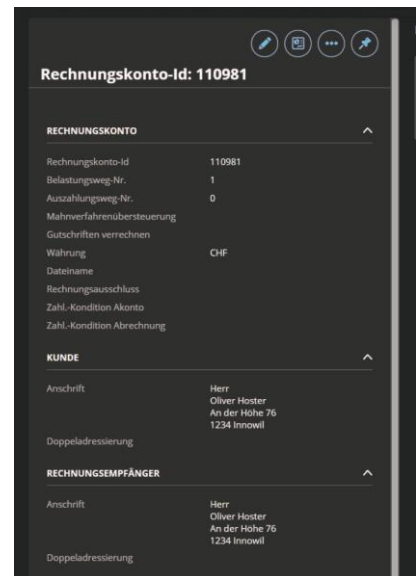 Rechnungskonto-Id: 110981
RECHNUNGSKONTO
Rechnungskonto-Id 110981
Belastungsweg-Nr. 1
Auszahlungsweg-Nr. 0
Mahnverfahrenübersteuerung
Gutschriften verrechnen
Währung CHF
Dateiname
Rechnungsausschluss
Zahl.-Kondition Akonto
Zahl.-Kondition Abrechnung
KUNDE
Anschrift Herr
Oliver Hoster
An der Höhe 76
1234 Innowil
Doppeladressierung
RECHNUNGSEMPFÄNGER
Anschrift Herr
Oliver Hoster
An der Höhe 76
1234 Innowil
Doppeladressierung